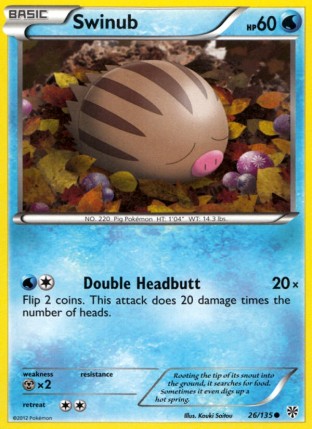 BASIC
Swinub HP60
NO. 220 Pig Pokémon HT: 1'04" WT: 14.3 lbs.
Double Headbutt 20×
Flip 2 coins. This attack does 20 damage times
the number of heads.
weakness resistance
×2
retreat
Rooting the tip of its snout into
the ground, it searches for food.
Sometimes it even digs up a
hot spring.
©2012 Pokémon
Illus. Kouki Saitou 26/135